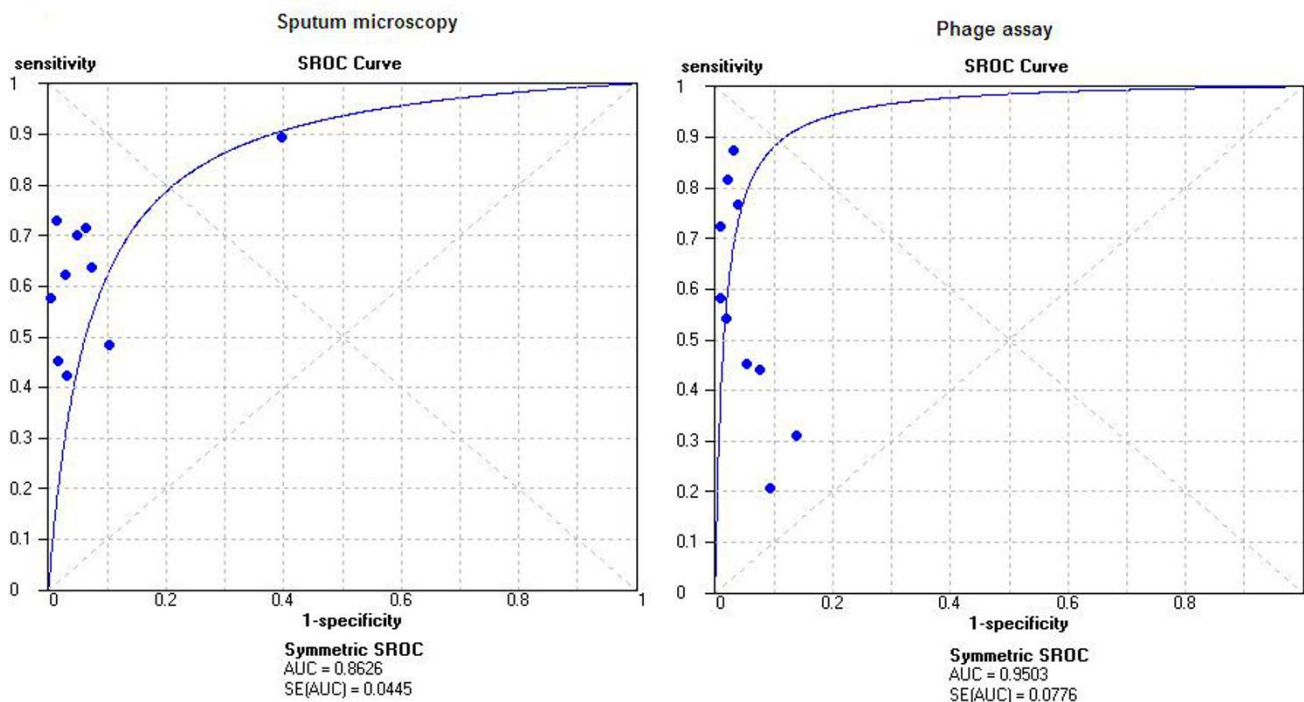 Sputum microscopy
sensitivity
SROC Curve
1
0.9
0.8
0.7
0.6
0.5
0.4
0.3
0.2
0.1
0
0 0.2 0.4 0.6 0.8 1
1-specificity
Symmetric SROC
AUC = 0.8626
SE(AUC) = 0.0445
Phage assay
sensitivity
SROC Curve
1
0.9
0.8
0.7
0.6
0.5
0.4
0.3
0.2
0.1
0
0 0.2 0.4 0.6 0.8
1-specificity
Symmetric SROC
AUC = 0.9503
SE(AUC) = 0.0776